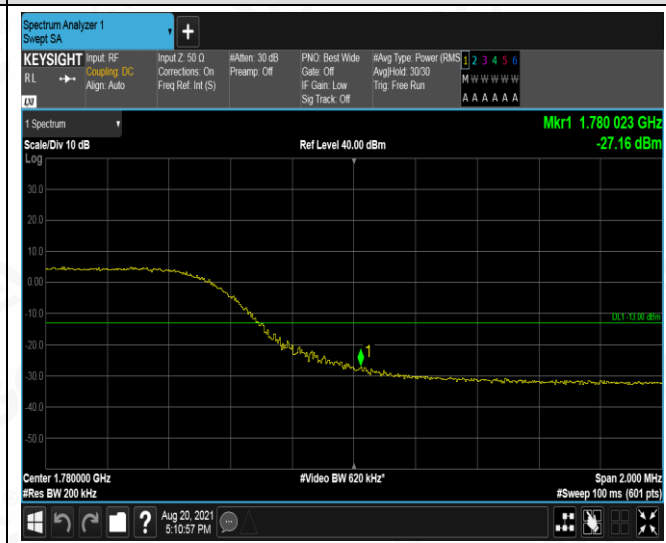 Spectrum Analyzer 1
Swept SA
+
KEYSIGHT
RL
LXI
Input: RF
Coupling: DC
Align: Auto
Input Z: 50 Ω
Corrections: On
Freq Ref: Int (S)
#Atten: 30 dB
Preamp: Off
PNO: Best Wide
Gate: Off
IF Gain: Low
Sig Track: Off
#Avg Type: Power (RMS
Avg|Hold: 30/30
Trig: Free Run
1 2 3 4 5 6
M W W W W W
A A A A A A
1 Spectrum
Mkr1 1.780 023 GHz
Scale/Div 10 dB
Ref Level 40.00 dBm
-27.16 dBm
Log
30.0
20.0
10.0
0.00
-10.0
DL1 -13.00 dBm
-20.0
1
-30.0
-40.0
-50.0
Center 1.780000 GHz
#Video BW 620 kHz*
Span 2.000 MHz
#Res BW 200 kHz
#Sweep 100 ms (601 pts)
?
Aug 20, 2021
5:10:57 PM